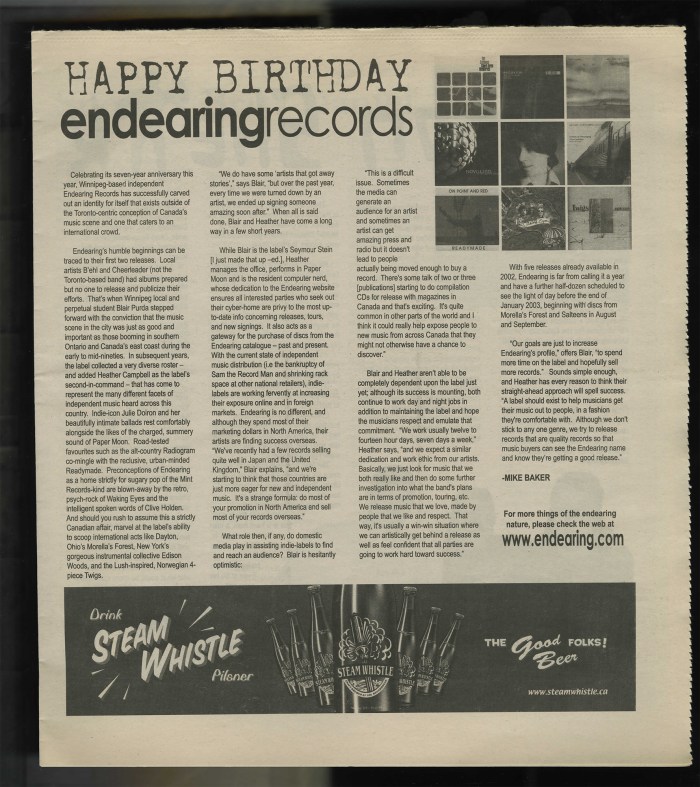 HAPPY BIRTHDAY
endearingrecords
Celebrating its seven-year anniversary this
year, Winnipeg-based independent
Endearing Records has successfully carved
out an identity for itself that exists outside of
the Toronto-centric conception of Canada's
music scene and one that caters to an
international crowd.
Endearing's humble beginnings can be
traced to their first two releases. Local
artists B'ehl and Cheerleader (not the
Toronto-based band) had albums prepared
but no one to release and publicize their
efforts. That's when Winnipeg local and
perpetual student Blair Purda stepped
forward with the conviction that the music
scene in the city was just as good and
important as those booming in southern
Ontario and Canada's east coast during the
early to mid-nineties. In subsequent years,
the label collected a very diverse roster –
and added Heather Campbell as the label's
second-in-command – that has come to
represent the many different facets of
independent music heard across this
country. Indie-icon Julie Doiron and her
beautifully intimate ballads rest comfortably
alongside the likes of the charged, summery
sound of Paper Moon. Road-tested
favourites such as the alt-country Radiogram
co-mingle with the reclusive, urban-minded
Readymade. Preconceptions of Endearing
as a home strictly for sugary pop of the Mint
Records-kind are blown-away by the retro,
psych-rock of Waking Eyes and the
intelligent spoken words of Clive Holden.
And should you rush to assume this a strictly
Canadian affair, marvel at the label's ability
to scoop international acts like Dayton,
Ohio's Morella's Forest, New York's
gorgeous instrumental collective Edison
Woods, and the Lush-inspired, Norwegian 4-
piece Twigs.
"We do have some 'artists that got away
stories'," says Blair, "but over the past year,
every time we were turned down by an
artist, we ended up signing someone
amazing soon after." When all is said
done, Blair and Heather have come a long
way in a few short years.
While Blair is the label's Seymour Stein
[I just made that up –ed.], Heather
manages the office, performs in Paper
Moon and is the resident computer nerd,
whose dedication to the Endearing website
ensures all interested parties who seek out
their cyber-home are privy to the most up-
to-date info concerning releases, tours,
and new signings. It also acts as a
gateway for the purchase of discs from the
Endearing catalogue – past and present.
With the current state of independent
music distribution (i.e the bankruptcy of
Sam the Record Man and shrinking rack
space at other national retailers), indie-
labels are working fervently at increasing
their exposure online and in foreign
markets. Endearing is no different, and
although they spend most of their
marketing dollars in North America, their
artists are finding success overseas.
"We've recently had a few records selling
quite well in Japan and the United
Kingdom," Blair explains, "and we're
starting to think that those countries are
just more eager for new and independent
music. It's a strange formula: do most of
your promotion in North America and sell
most of your records overseas."
What role then, if any, do domestic
media play in assisting indie-labels to find
and reach an audience? Blair is hesitantly
optimistic:
"This is a difficult
issue. Sometimes
the media can
generate an
audience for an artist
and sometimes an
artist can get
amazing press and
radio but it doesn't
lead to people
actually being moved enough to buy a
record. There's some talk of two or three
[publications] starting to do compilation
CDs for release with magazines in
Canada and that's exciting. It's quite
common in other parts of the world and I
think it could really help expose people to
new music from across Canada that they
might not otherwise have a chance to
discover."
Blair and Heather aren't able to be
completely dependent upon the label just
yet; although its success is mounting, both
continue to work day and night jobs in
addition to maintaining the label and hope
the musicians respect and emulate that
commitment. "We work usually twelve to
fourteen hour days, seven days a week,"
Heather says, "and we expect a similar
dedication and work ethic from our artists.
Basically, we just look for music that we
both really like and then do some further
investigation into what the band's plans
are in terms of promotion, touring, etc.
We release music that we love, made by
people that we like and respect. That
way, it's usually a win-win situation where
we can artistically get behind a release as
well as feel confident that all parties are
going to work hard toward success."
ON POINT AND RED
READYMADE
With five releases already available in
2002, Endearing is far from calling it a year
and have a further half-dozen scheduled to
see the light of day before the end of
January 2003, beginning with discs from
Morella's Forest and Salteens in August
and September.
"Our goals are just to increase
Endearing's profile," offers Blair, "to spend
more time on the label and hopefully sell
more records." Sounds simple enough,
and Heather has every reason to think their
straight-ahead approach will spell success.
"A label should exist to help musicians get
their music out to people, in a fashion
they're comfortable with. Although we don't
stick to any one genre, we try to release
records that are quality records so that
music buyers can see the Endearing name
and know they're getting a good release."
-MIKE BAKER
For more things of the endearing
nature, please check the web at
www.endearing.com
Drink
STEAM
WHISTLE
Pilsner
STEAM WHISTLE
THE Good FOLKS!
Beer
www.steamwhistle.ca